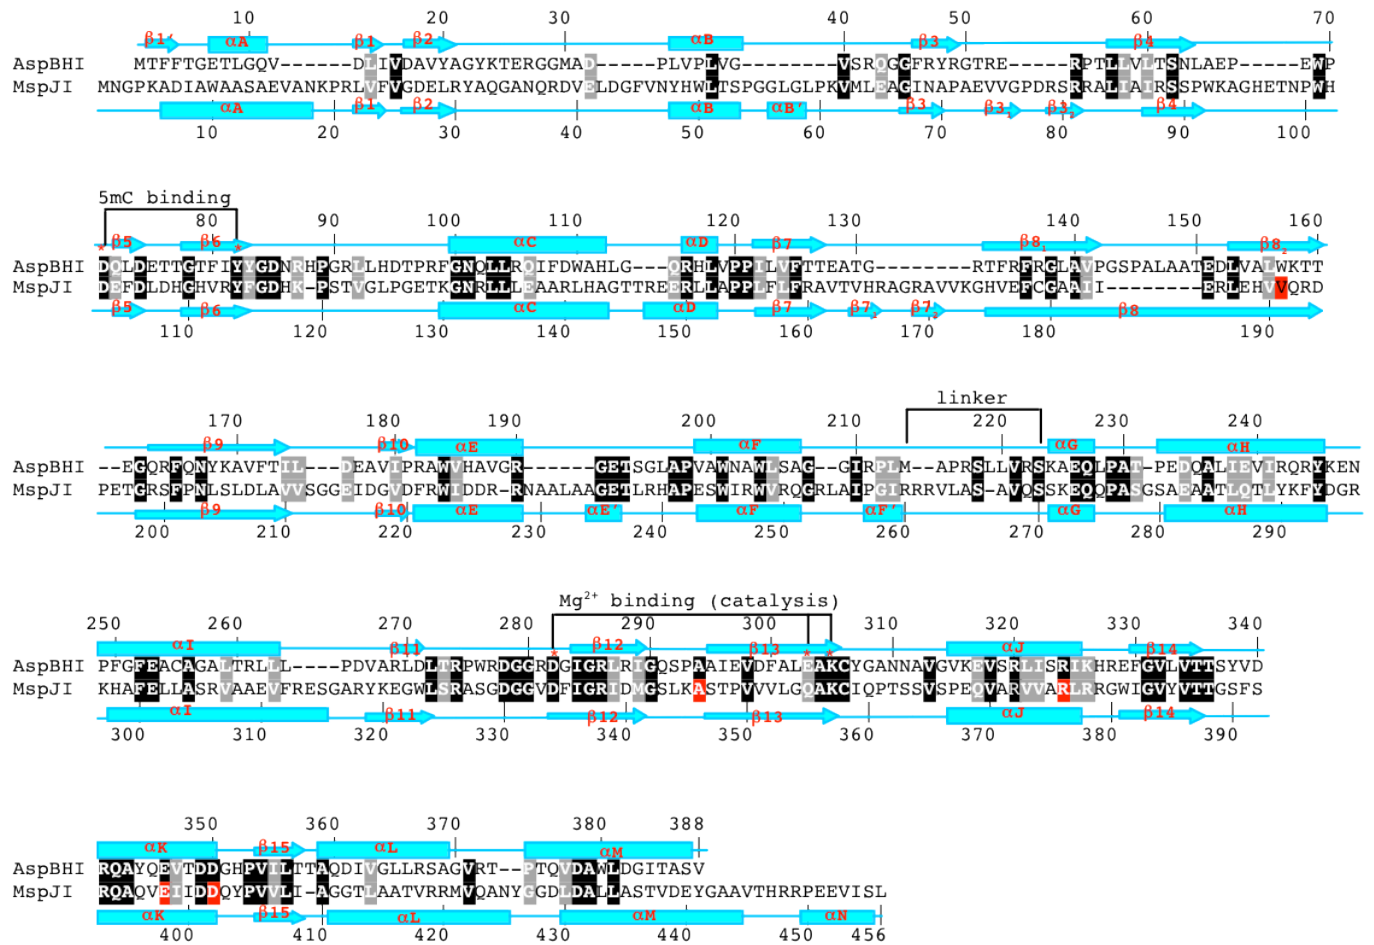 10 20 30 40 50 60 70
β1′ αA β1 β2 αB β3 β4
AspBHI MTFFTGETLGQV------DLIVDAVYAGYKTERGGMAD-----PLVPLVG--------VSRQGGFRYRGTRE-----RPTLLVLTSNLAEP-----EWP
MspJI MNGPKADIAWAASAEVANKPRLVFVGDELRYAQGANQRDVELDGFVNYHWLTSPGGLGLPKVMLEAGINAPAEVVGPDRSRRALIAIRSSPWKAGHETNPWH
αA β1 β2 αB αB′ β3 β3₁ β3₂ β4
10 20 30 40 50 60 70 80 90 100
5mC binding
80 90 100 110 120 130 140 150 160
* β5 β6 * αC αD β7 β8₁ β8₂
AspBHI DQLDETTGTFIYYGDNRHPGRLLHDTPRFGNQLLRQIFDWAHLG---QRHLVPPILVFTTEATG---------RTFRFRGLAVPGSPALAATEDLVALWKTT
MspJI DEFDLDHGHVRYFGDHK-PSTVGLPGETKGNRLLLEAARLHAGTTREERLLAPPLFLFRAVTVHRAGRAVVKGHVEFCGAAII--------ERLEHVVQRD
β5 β6 αC αD β7 β7₁ β7₂ β8
110 120 130 140 150 160 170 180 190
linker
170 180 190 200 210 220 230 240
β9 β10 αE αF αG αH
AspBHI --EGQRFQNYKAVFTIL---DEAVIPRAWVHAVGR------GETSGLAPVAWNAWLSAG--GIRPLM--APRSLLVRSKAEQLPAT-PEDQALIEVIRQRYKEN
MspJI PETGRSFPNLSLDLAVVSGGEIDGVDFRWIDDR-RNAALAAGETLRHAPESWIRWVRQGRLAIPGIRRRVLAS-AVQSSKEQQPASGSAEAATLQTLYKFYDGR
β9 β10 αE αE′ αF αF′ αG αH
200 210 220 230 240 250 260 270 280 290
Mg²⁺ binding (catalysis)
250 260 270 280 290 300 310 320 330 340
αI β11 * β12 β13 * * αJ β14
AspBHI PFGFEACAGALTRLLL----PDVARLDLTRPWRDGGRDGIGRLRIGQSPAAIEVDFALEAKCYGANNAVGVKEVSRLISRIKHREFGVLVTTSYVD
MspJI KHAFELLASRVAAEVFRESGARYKEGWLSRASGDGGVDFIGRIDMGSLKASTPVVVLGQAKCIQPTSSVSPEQVARVVARLRRGWIGVYVTTGSFS
αI β11 β12 β13 αJ β14
300 310 320 330 340 350 360 370 380 390
350 360 370 380 388
αK β15 αL αM
AspBHI RQAYQEVTDDGHPVILTTAQDIVGLLRSAGVRT--PTQVDAWLDGITASV
MspJI RQAQVEIIDDQYPVVLI-AGGTLAATVRRMVQANYGGDLDALLASTVDEYGAAVTHRRPEEVISL
αK β15 αL αM αN
400 410 420 430 440 450 456